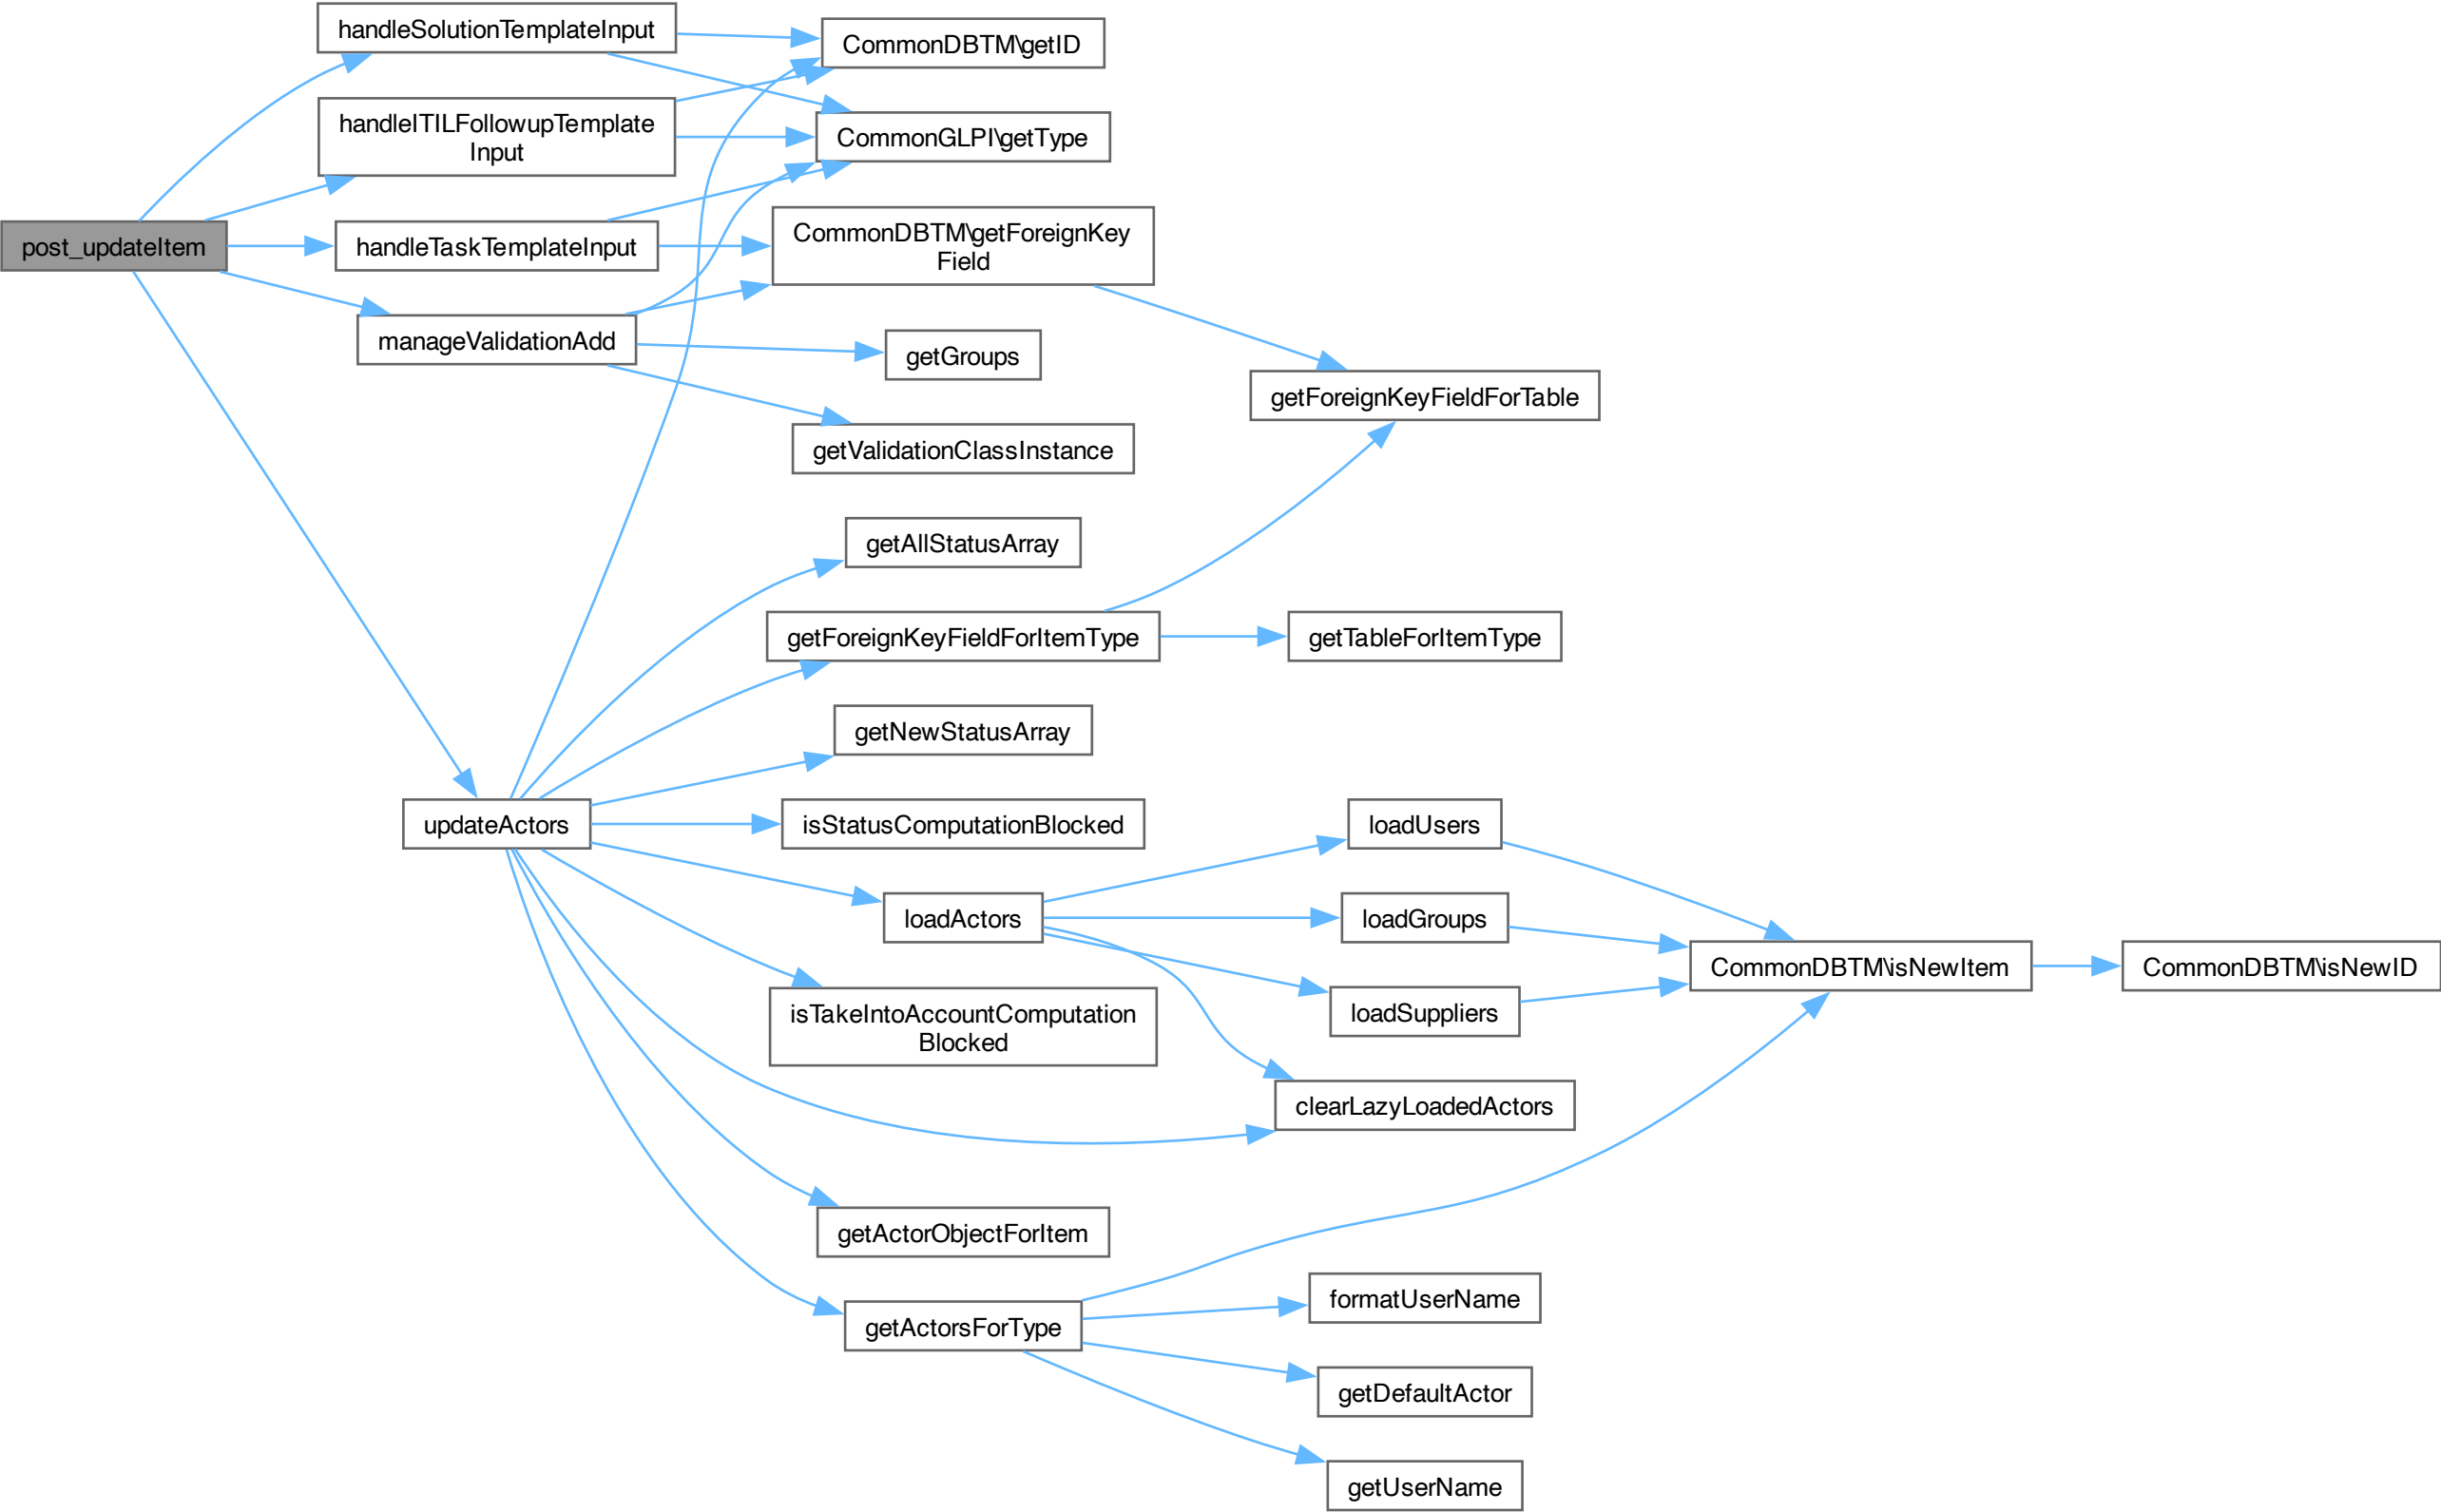 post_updateItem
handleSolutionTemplateInput
handleITILFollowupTemplate
Input
handleTaskTemplateInput
manageValidationAdd
updateActors
CommonDBTM\getID
CommonGLPI\getType
CommonDBTM\getForeignKey
Field
getGroups
getValidationClassInstance
getAllStatusArray
getForeignKeyFieldForItemType
getNewStatusArray
isStatusComputationBlocked
loadActors
isTakeIntoAccountComputation
Blocked
getActorObjectForItem
getActorsForType
getForeignKeyFieldForTable
getTableForItemType
loadUsers
loadGroups
loadSuppliers
clearLazyLoadedActors
formatUserName
getDefaultActor
getUserName
CommonDBTM\isNewItem
CommonDBTM\isNewID